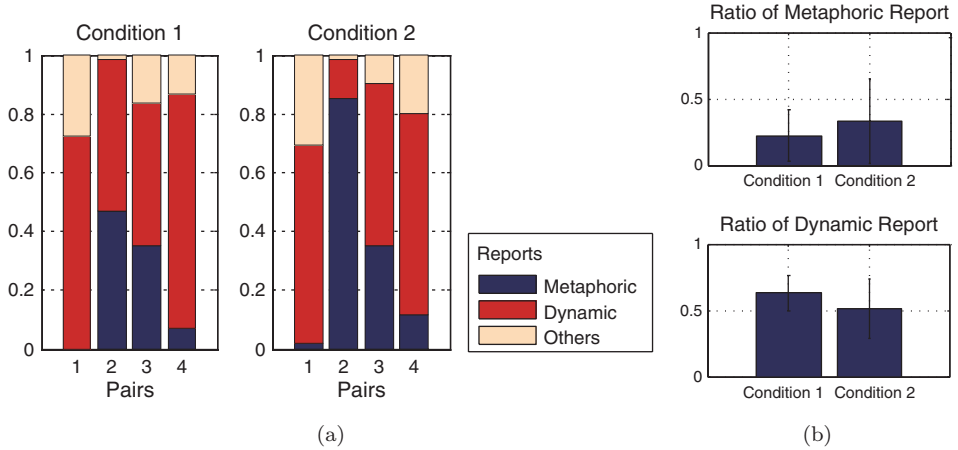 Condition 1
1
0.8
0.6
0.4
0.2
0
1 2 3 4
Pairs
Condition 2
1
0.8
0.6
0.4
0.2
0
1 2 3 4
Pairs
Reports
Metaphoric
Dynamic
Others
(a)
Ratio of Metaphoric Report
1
0.5
0
Condition 1 Condition 2
Ratio of Dynamic Report
1
0.5
0
Condition 1 Condition 2
(b)